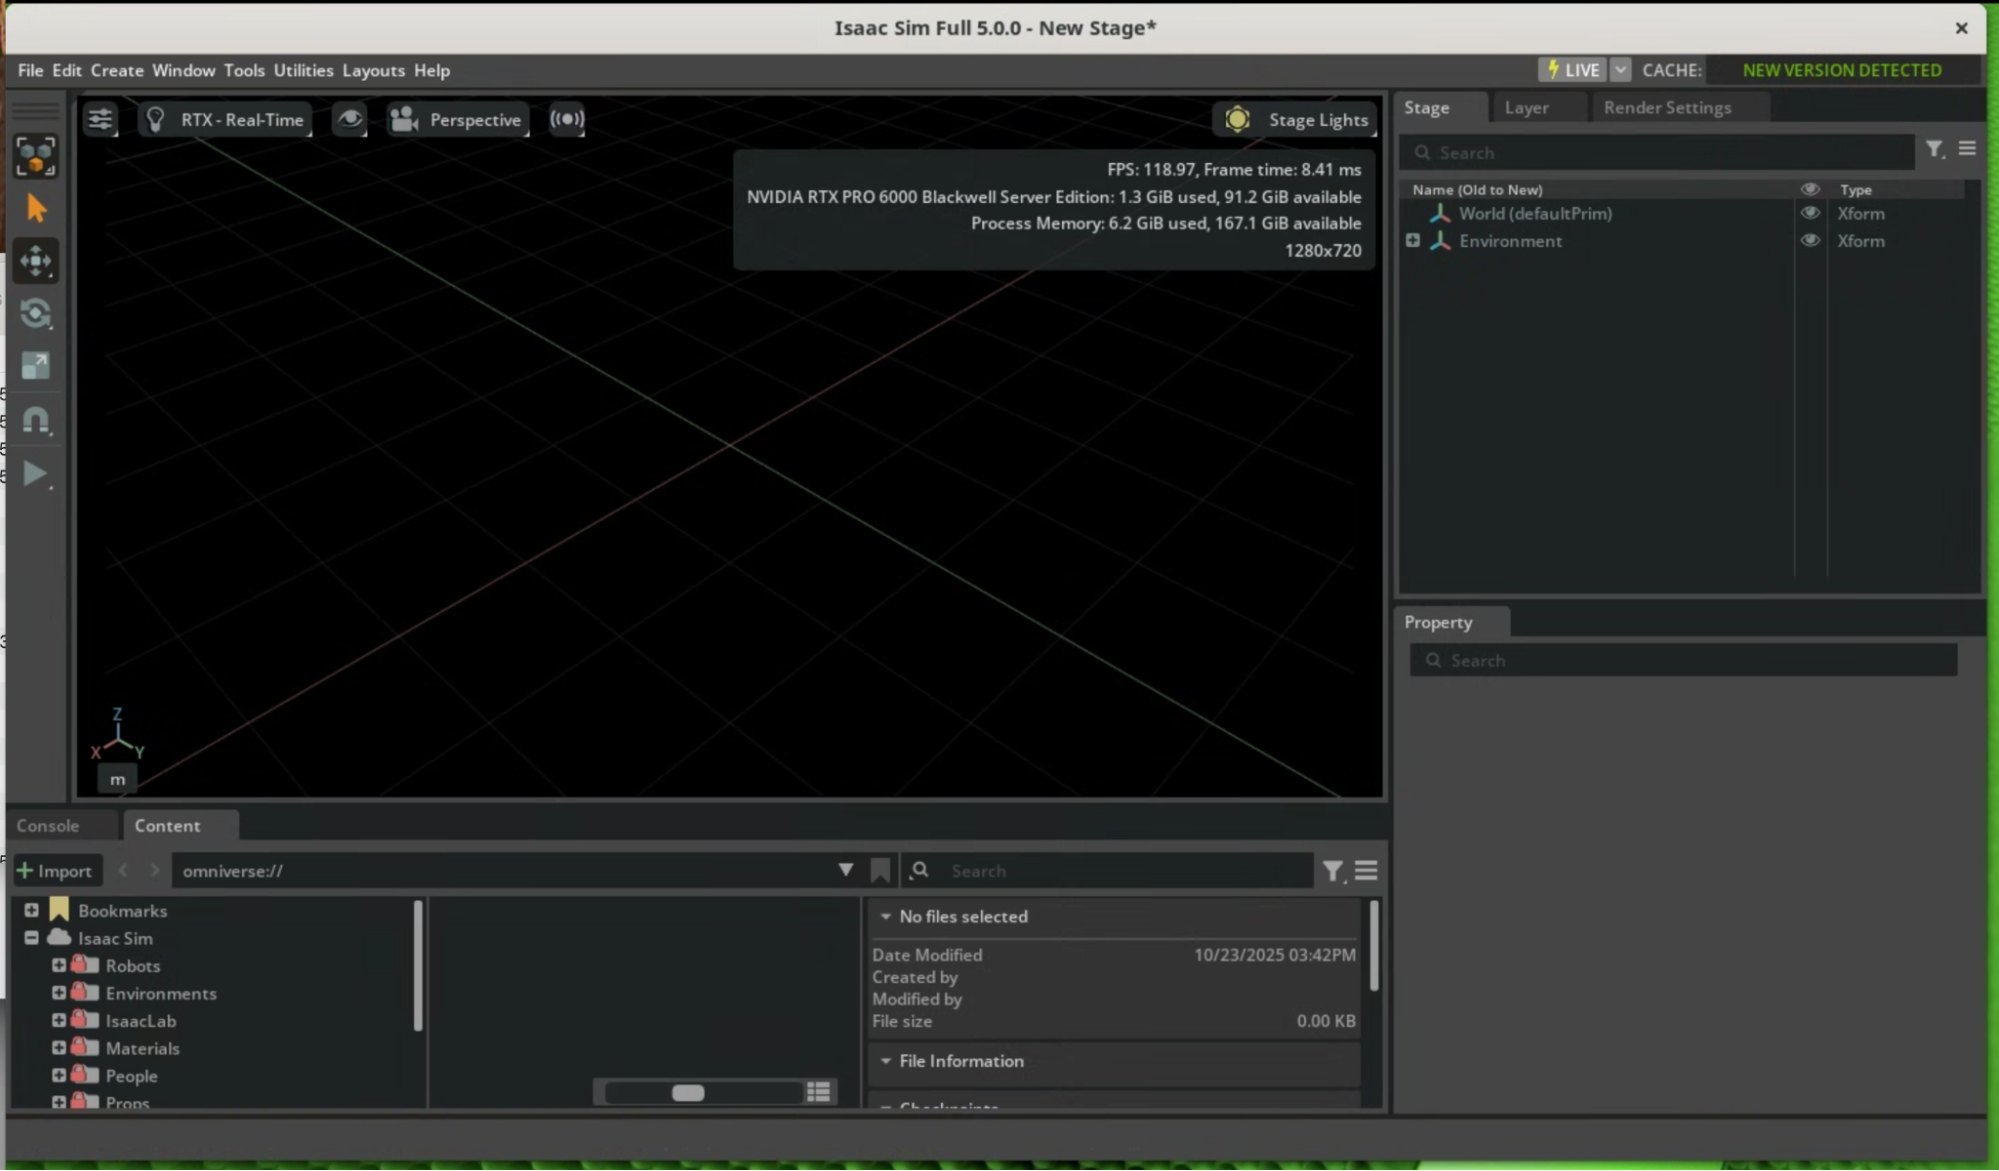 Isaac Sim Full 5.0.0 - New Stage*
File Edit Create Window Tools Utilities Layouts Help
LIVE CACHE: NEW VERSION DETECTED
RTX - Real-Time Perspective Stage Lights
FPS: 118.97, Frame time: 8.41 ms
NVIDIA RTX PRO 6000 Blackwell Server Edition: 1.3 GiB used, 91.2 GiB available
Process Memory: 6.2 GiB used, 167.1 GiB available
1280x720
Z
X Y
m
Stage Layer Render Settings
Search
Name (Old to New) Type
World (defaultPrim) Xform
Environment Xform
Property
Search
Console Content
Import omniverse:// Search
Bookmarks
Isaac Sim
Robots
Environments
IsaacLab
Materials
People
Props
No files selected
Date Modified 10/23/2025 03:42PM
Created by
Modified by
File size 0.00 KB
File Information
Checkpoints